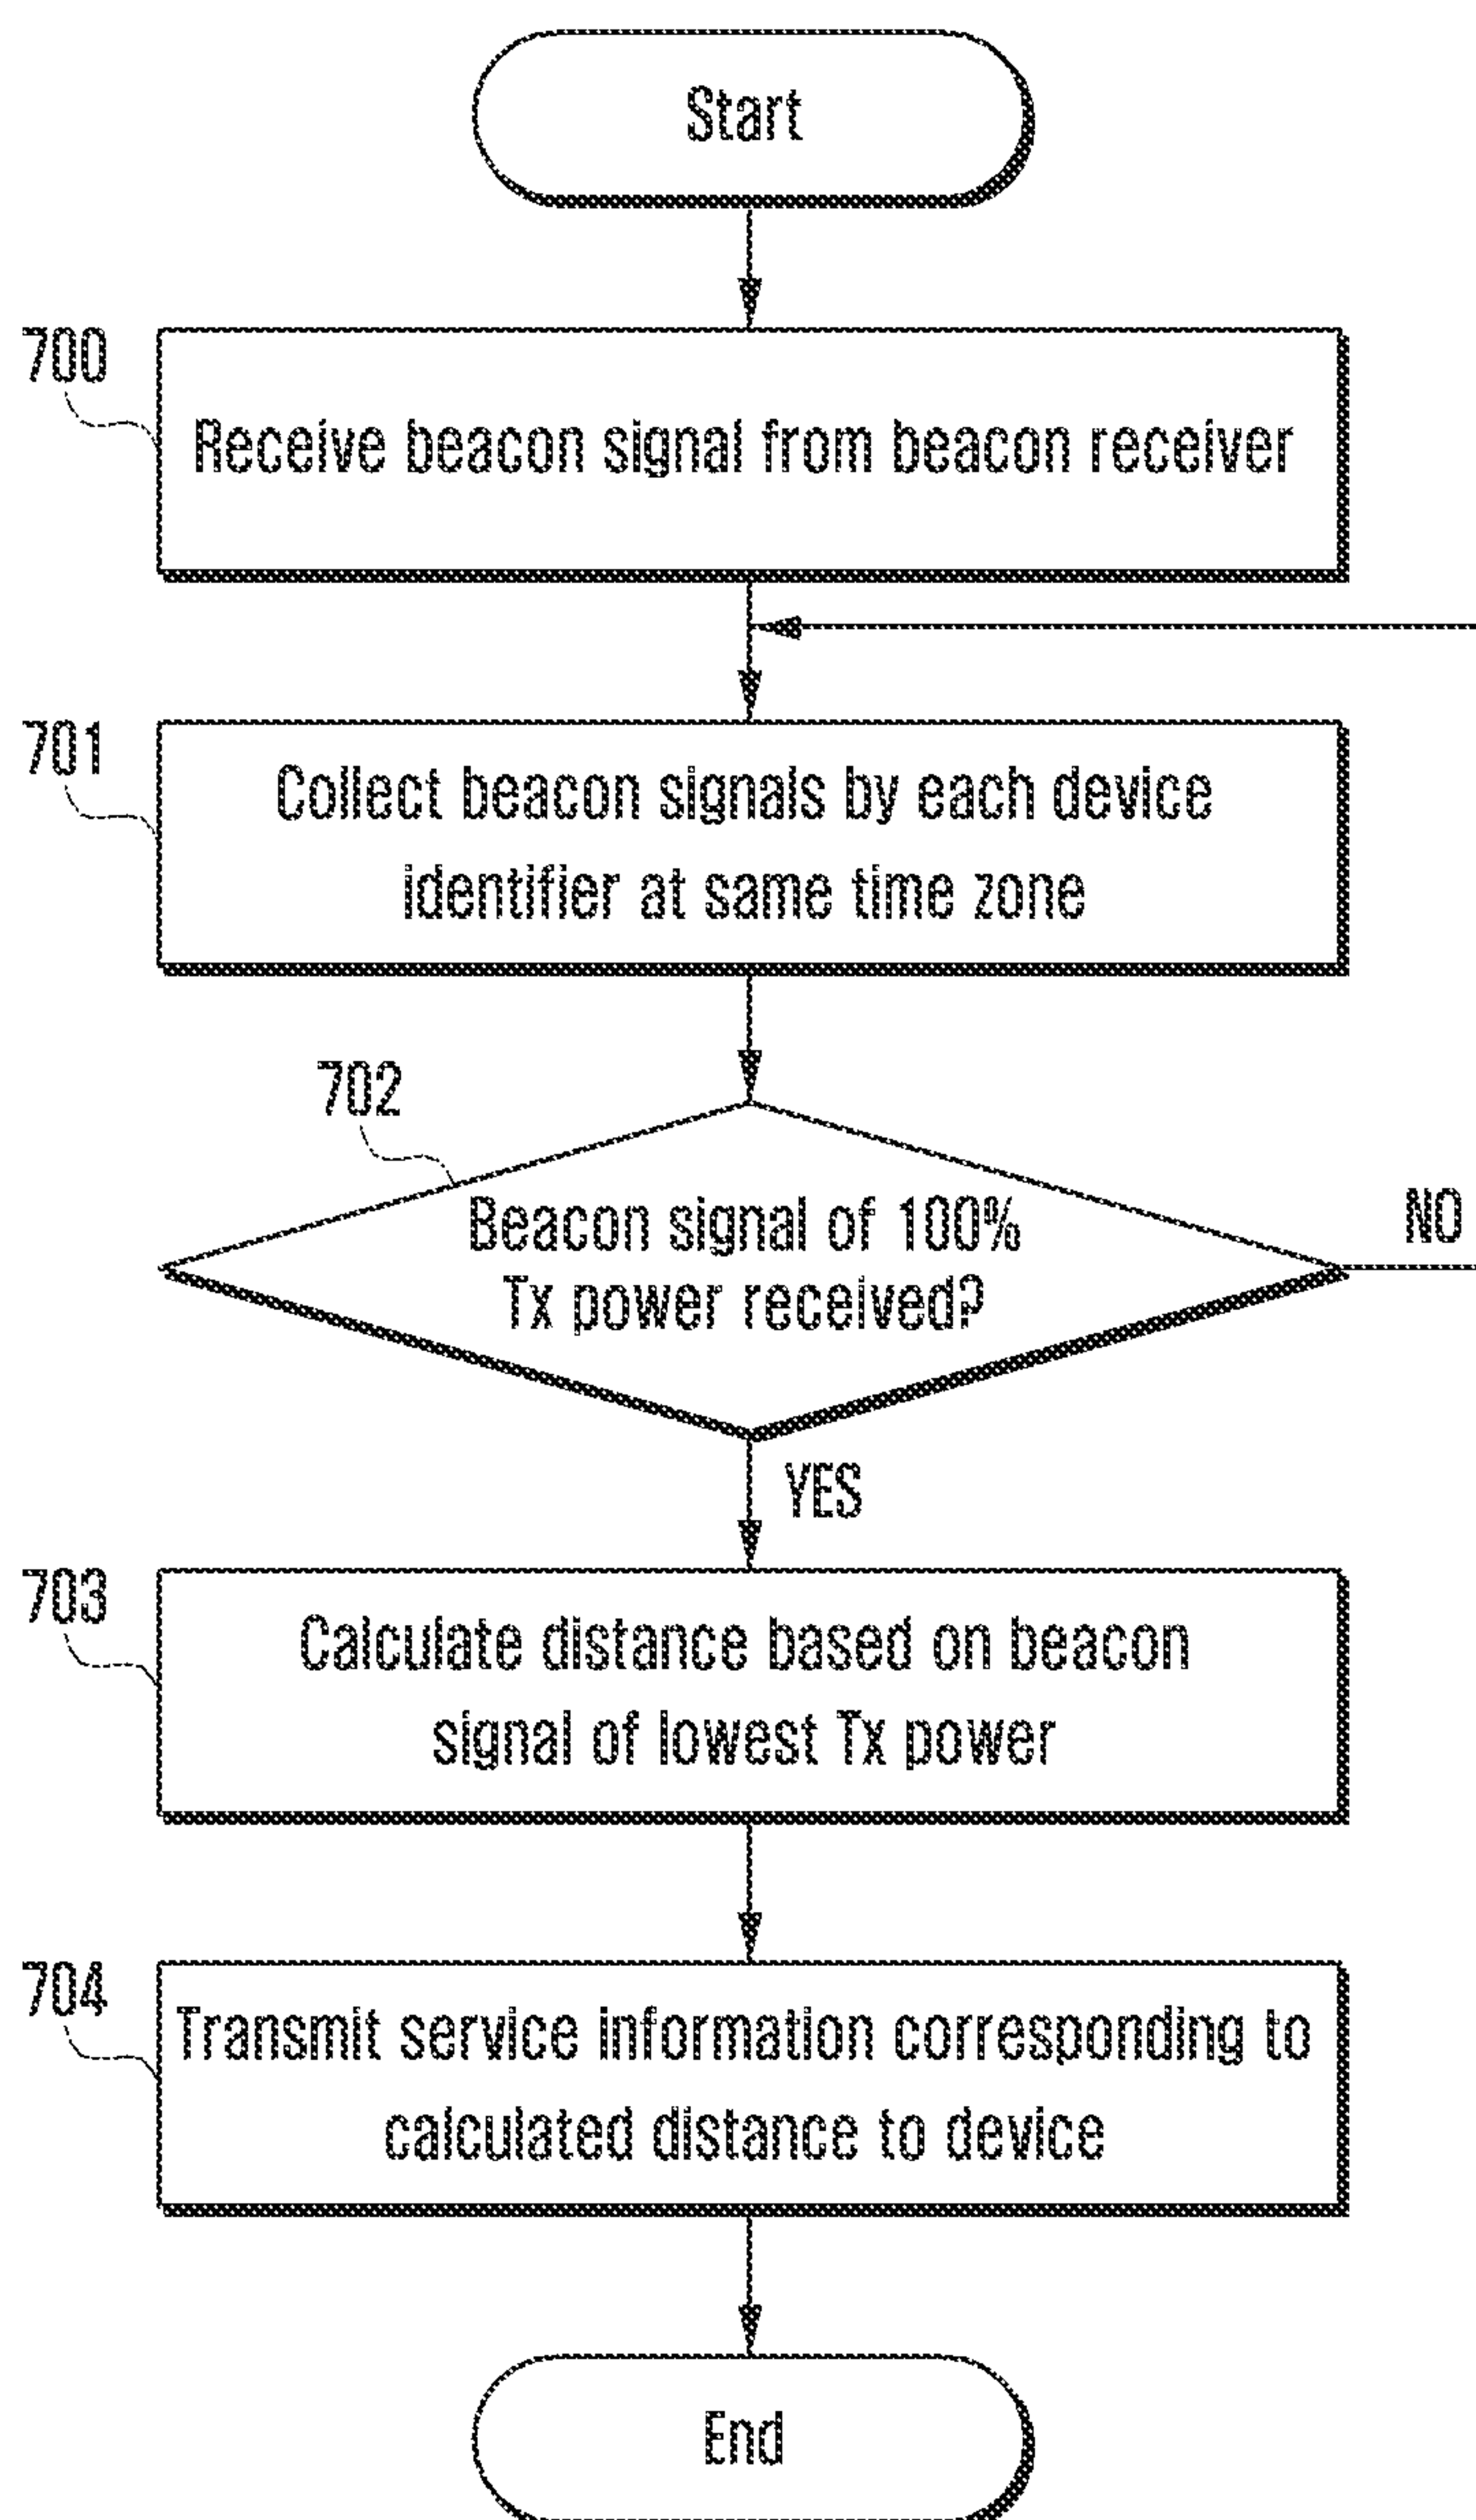 Start
700
Receive beacon signal from beacon receiver
701
Collect beacon signals by each device
identifier at same time zone
702
Beacon signal of 100%
Tx power received?
NO
YES
703
Calculate distance based on beacon
signal of lowest Tx power
704
Transmit service information corresponding to
calculated distance to device
End